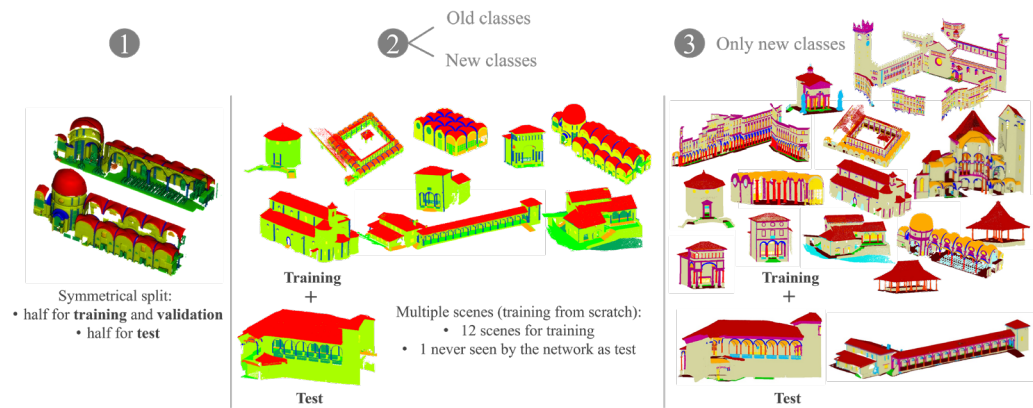 1
Symmetrical split:
• half for training and validation
• half for test
2
Old classes
New classes
Training
+
Test
Multiple scenes (training from scratch):
• 12 scenes for training
• 1 never seen by the network as test
3 Only new classes
Training
+
Test